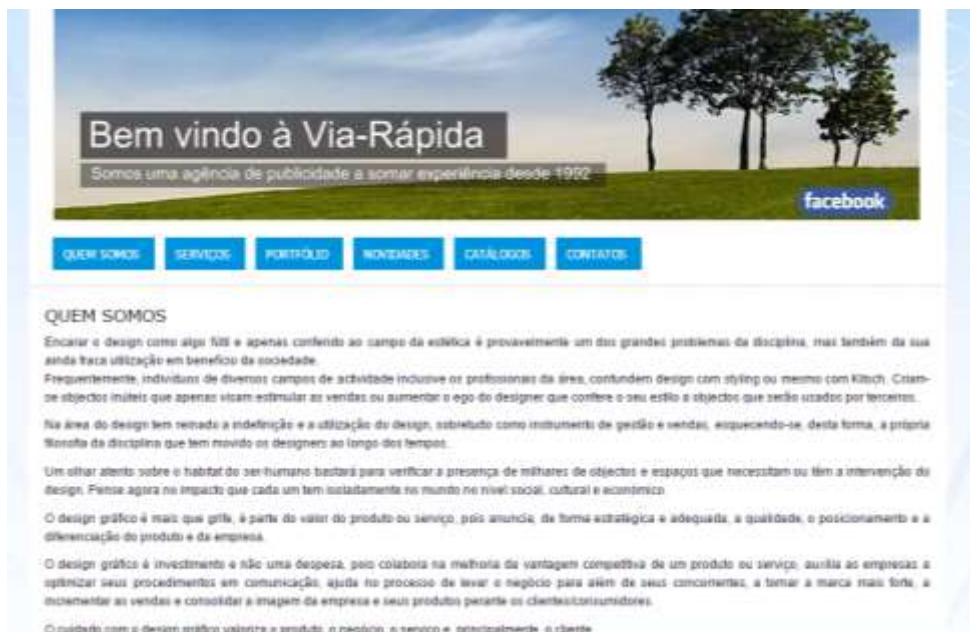 Bem vindo à Via-Rápida
Somos uma agência de publicidade a somar experiência desde 1992
facebook
QUEM SOMOS SERVIÇOS PORTFÓLIO NOVIDADES CATÁLOGOS CONTATOS
QUEM SOMOS
Encarar o design como algo fútil e apenas conferido ao campo da estética é provavelmente um dos grandes problemas da disciplina, mas também da sua
ainda fraca utilização em benefício da sociedade.
Frequentemente, indivíduos de diversos campos de actividade inclusive os profissionais da área, confundem design com styling ou mesmo com Kitsch. Criam-
se objectos inúteis que apenas visam estimular as vendas ou aumentar o ego do designer que confere o seu estilo a objectos que serão usados por terceiros.
Na área do design tem reinado a indefinição e a utilização do design, sobretudo como instrumento de gestão e vendas, esquecendo-se, desta forma, a própria
filosofia da disciplina que tem movido os designers ao longo dos tempos.
Um olhar atento sobre o habitat do ser-humano bastará para verificar a presença de milhares de objectos e espaços que necessitam ou têm a intervenção do
design. Pense agora no impacto que cada um tem isoladamente no mundo no nível social, cultural e económico.
O design gráfico é mais que grife, é parte do valor do produto ou serviço, pois anuncia, de forma estratégica e adequada, a qualidade, o posicionamento e a
diferenciação do produto e da empresa.
O design gráfico é investimento e não uma despesa, pois colabora na melhoria da vantagem competitiva de um produto ou serviço, auxilia as empresas a
optimizar seus procedimentos em comunicação, ajuda no processo de levar o negócio para além de seus concorrentes, a tornar a marca mais forte, a
incrementar as vendas e consolidar a imagem da empresa e seus produtos perante os clientes/consumidores.
O cuidado com o design gráfico valoriza o produto, o negócio, o serviço e, principalmente, o cliente.